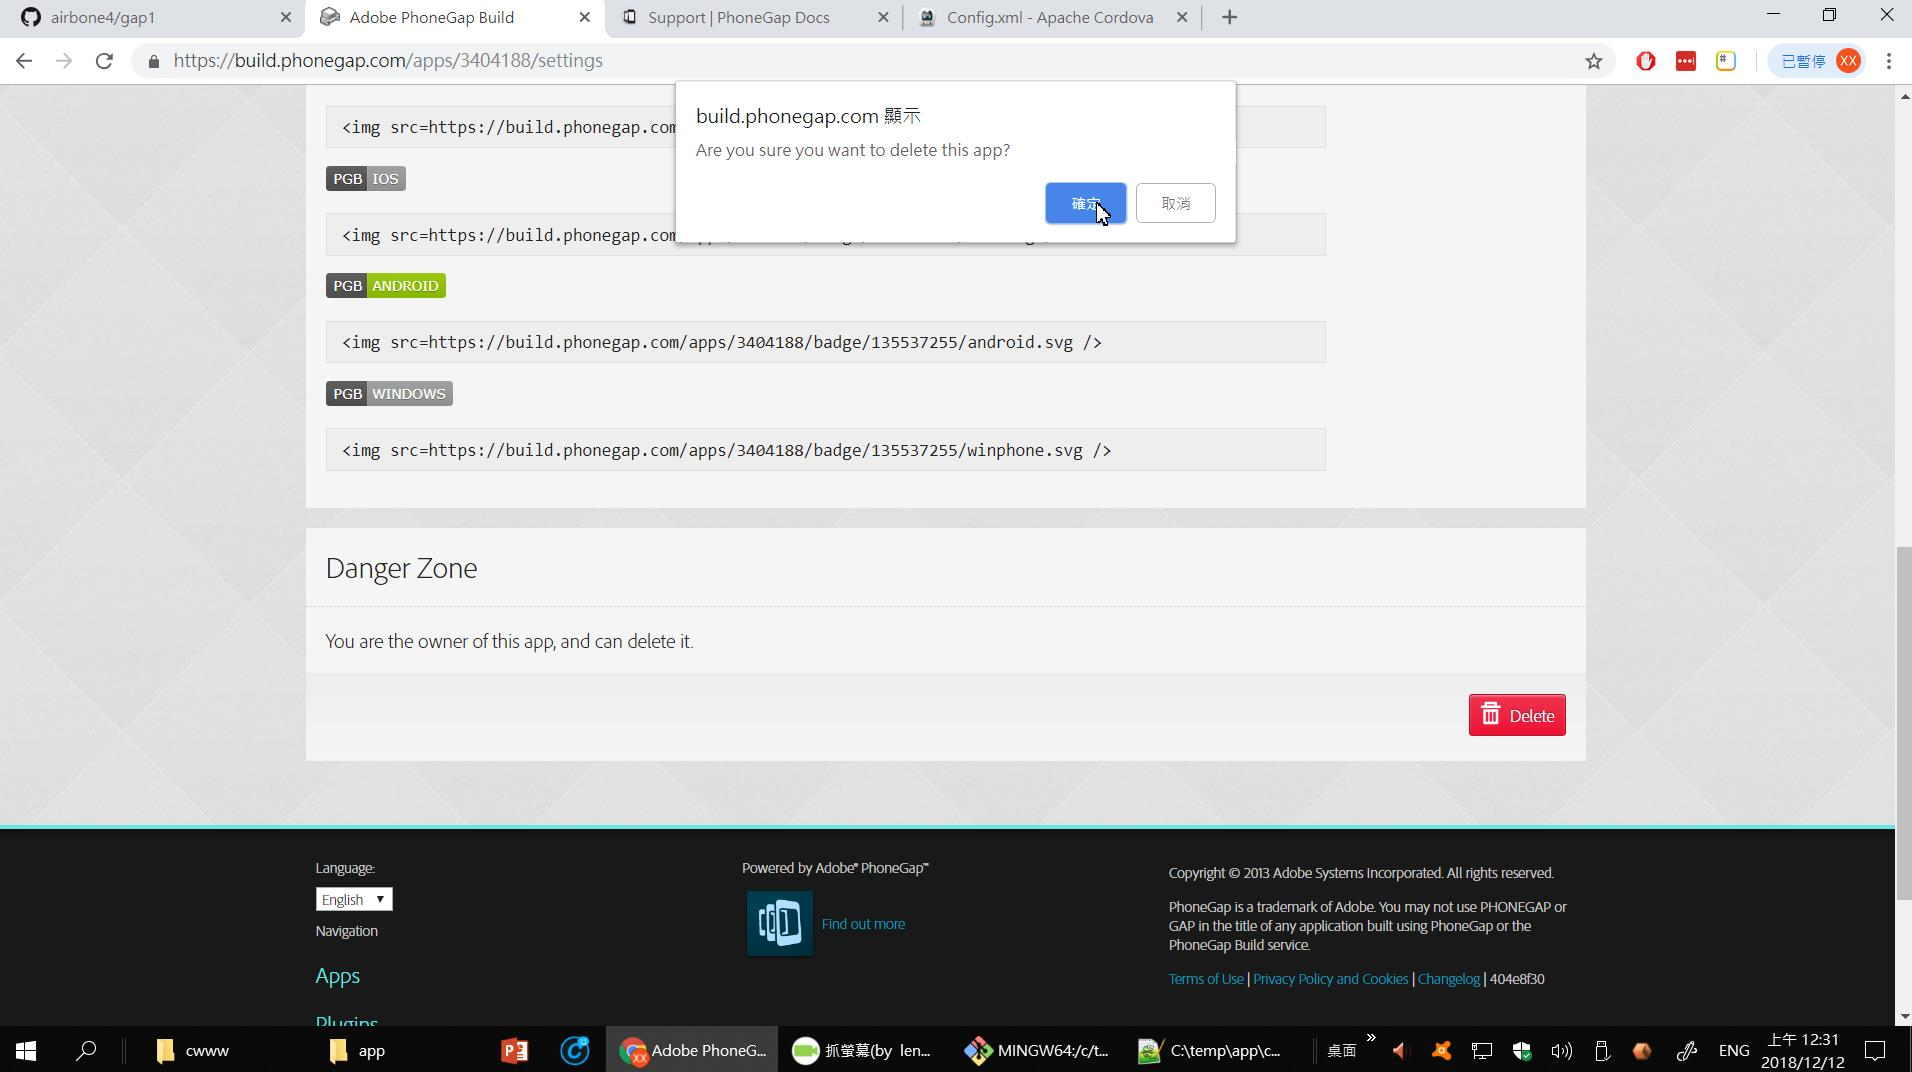 airbone4/gap1
Adobe PhoneGap Build
Support | PhoneGap Docs
Config.xml - Apache Cordova
https://build.phonegap.com/apps/3404188/settings
已暫停
XX
build.phonegap.com 顯示
Are you sure you want to delete this app?
確定
取消
<img src=https://build.phonegap.com
PGB IOS
<img src=https://build.phonegap.com
PGB ANDROID
<img src=https://build.phonegap.com/apps/3404188/badge/135537255/android.svg />
PGB WINDOWS
<img src=https://build.phonegap.com/apps/3404188/badge/135537255/winphone.svg />
Danger Zone
You are the owner of this app, and can delete it.
Delete
Language:
English
Navigation
Apps
Plugins
Powered by Adobe® PhoneGap™
Find out more
Copyright © 2013 Adobe Systems Incorporated. All rights reserved.
PhoneGap is a trademark of Adobe. You may not use PHONEGAP or
GAP in the title of any application built using PhoneGap or the
PhoneGap Build service.
Terms of Use | Privacy Policy and Cookies | Changelog | 404e8f30
cwww
app
Adobe PhoneG...
抓螢幕(by len...
MINGW64:/c/t...
C:\temp\app\c...
桌面
ENG
上午 12:31
2018/12/12